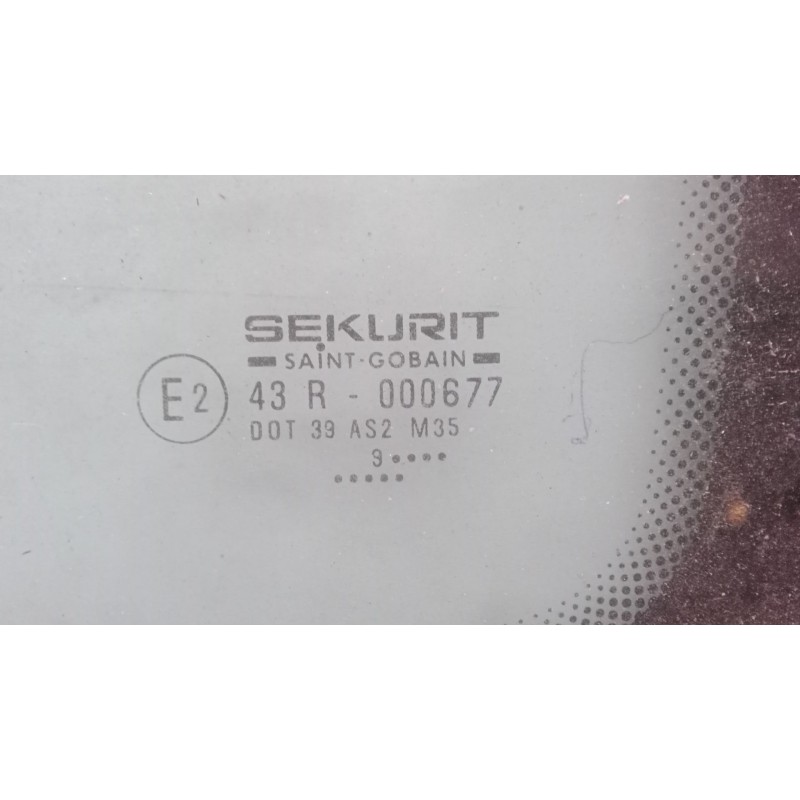 SEKURIT
SAINT-GOBAIN
E2
43 R - 000677
DOT 39 AS2 M35
9 ••••
•••••